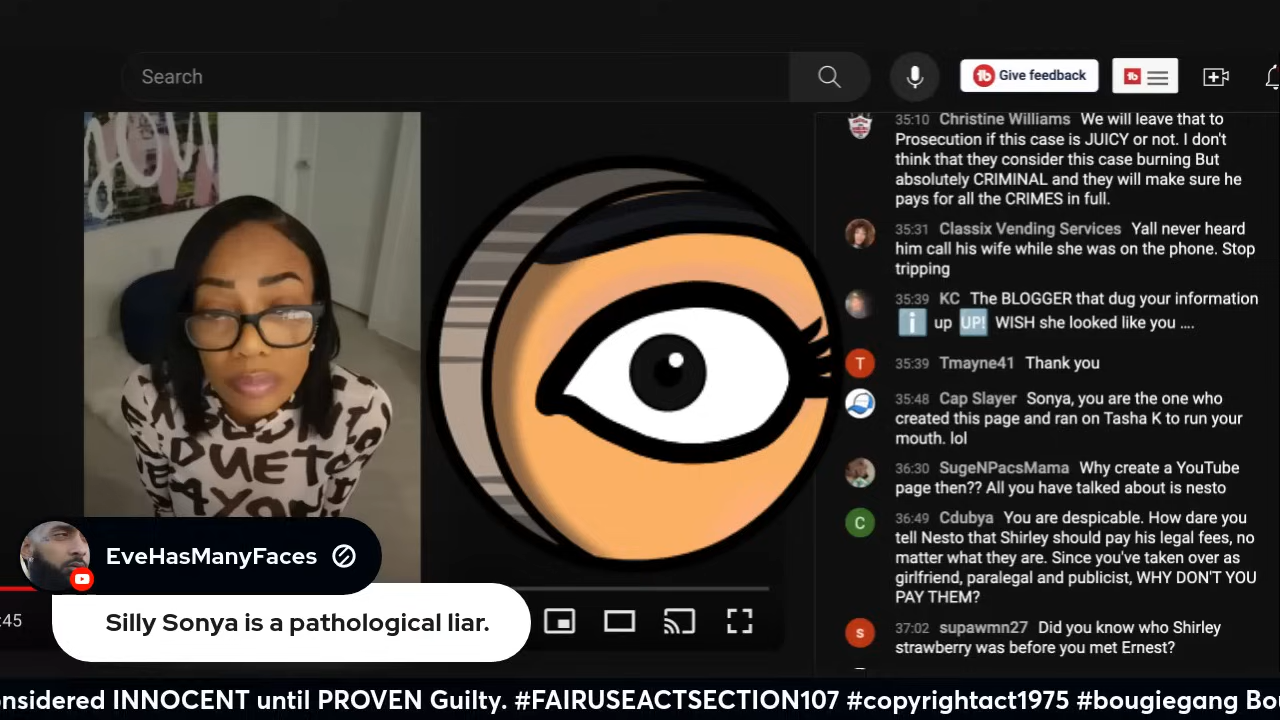 Search
Give feedback
35:10 Christine Williams We will leave that to
Prosecution if this case is JUICY or not. I don't
think that they consider this case burning But
absolutely CRIMINAL and they will make sure he
pays for all the CRIMES in full.
35:31 Classix Vending Services Yall never heard
him call his wife while she was on the phone. Stop
tripping
35:39 KC The BLOGGER that dug your information
ℹ️ up 🆙 WISH she looked like you ....
T 35:39 Tmayne41 Thank you
35:48 Cap Slayer Sonya, you are the one who
created this page and ran on Tasha K to run your
mouth. lol
36:30 SugeNPacsMama Why create a YouTube
page then?? All you have talked about is nesto
C 36:49 Cdubya You are despicable. How dare you
tell Nesto that Shirley should pay his legal fees, no
matter what they are. Since you've taken over as
girlfriend, paralegal and publicist, WHY DON'T YOU
PAY THEM?
s 37:02 supawmn27 Did you know who Shirley
strawberry was before you met Ernest?
you
DUETO
EveHasManyFaces
Silly Sonya is a pathological liar.
:45
onsidered INNOCENT until PROVEN Guilty. #FAIRUSEACTSECTION107 #copyrightact1975 #bougiegang Bo